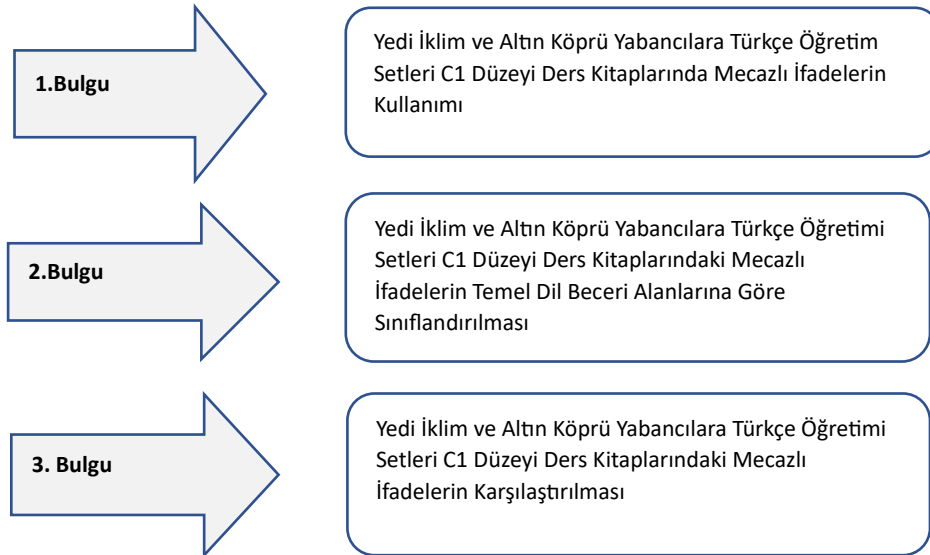 1.Bulgu
Yedi İklim ve Altın Köprü Yabancılara Türkçe Öğretim
Setleri C1 Düzeyi Ders Kitaplarında Mecazlı İfadelerin
Kullanımı
2.Bulgu
Yedi İklim ve Altın Köprü Yabancılara Türkçe Öğretimi
Setleri C1 Düzeyi Ders Kitaplarındaki Mecazlı
İfadelerin Temel Dil Beceri Alanlarına Göre
Sınıflandırılması
3. Bulgu
Yedi İklim ve Altın Köprü Yabancılara Türkçe Öğretimi
Setleri C1 Düzeyi Ders Kitaplarındaki Mecazlı
İfadelerin Karşılaştırılması